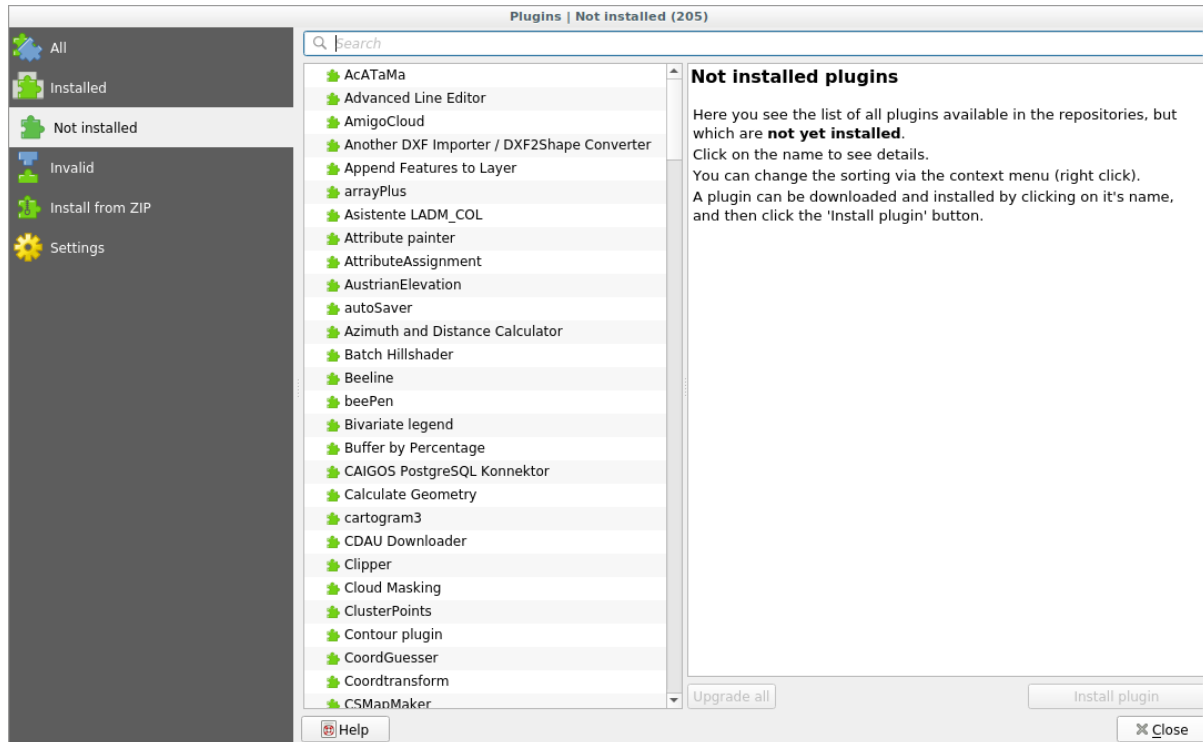 Plugins | Not installed (205)
All
Installed
Not installed
Invalid
Install from ZIP
Settings
Search
AcATaMa
Advanced Line Editor
AmigoCloud
Another DXF Importer / DXF2Shape Converter
Append Features to Layer
arrayPlus
Asistente LADM_COL
Attribute painter
AttributeAssignment
AustrianElevation
autoSaver
Azimuth and Distance Calculator
Batch Hillshader
Beeline
beePen
Bivariate legend
Buffer by Percentage
CAIGOS PostgreSQL Konnektor
Calculate Geometry
cartogram3
CDAU Downloader
Clipper
Cloud Masking
ClusterPoints
Contour plugin
CoordGuesser
Coordtransform
CSMapMaker
Not installed plugins
Here you see the list of all plugins available in the repositories, but
which are not yet installed.
Click on the name to see details.
You can change the sorting via the context menu (right click).
A plugin can be downloaded and installed by clicking on it's name,
and then click the 'Install plugin' button.
Upgrade all
Install plugin
Help
Close